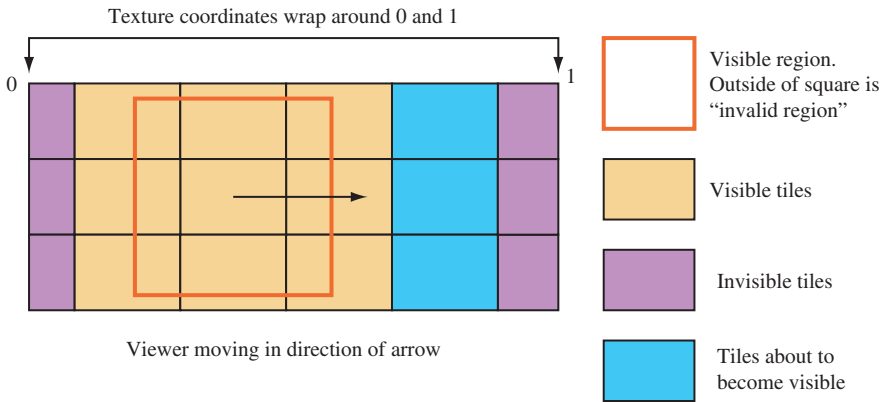 Texture coordinates wrap around 0 and 1
0
1
Visible region.
Outside of square is
“invalid region”
Visible tiles
Invisible tiles
Tiles about to
become visible
Viewer moving in direction of arrow